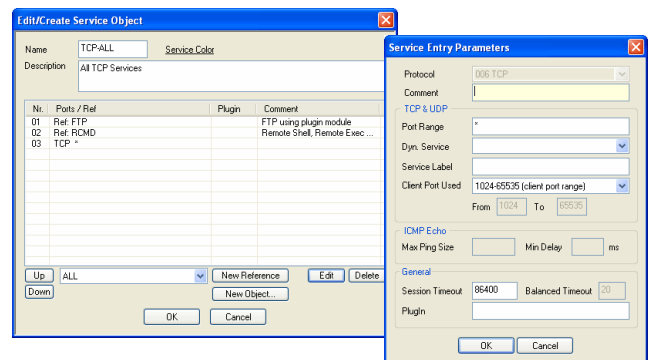 Edit/Create Service Object
Name TCP-ALL Service Color
Description All TCP Services
Nr. Ports / Ref Plugin Comment
01 Ref: FTP FTP using plugin module
02 Ref: RCMD Remote Shell, Remote Exec ...
03 TCP *
Up ALL New Reference Edit Delete
Down New Object...
OK Cancel
Service Entry Parameters
Protocol 006 TCP
Comment
TCP & UDP
Port Range *
Dyn. Service
Service Label
Client Port Used 1024-65535 (client port range)
From 1024 To 65535
ICMP Echo
Max Ping Size Min Delay ms
General
Session Timeout 86400 Balanced Timeout 20
PlugIn
OK Cancel